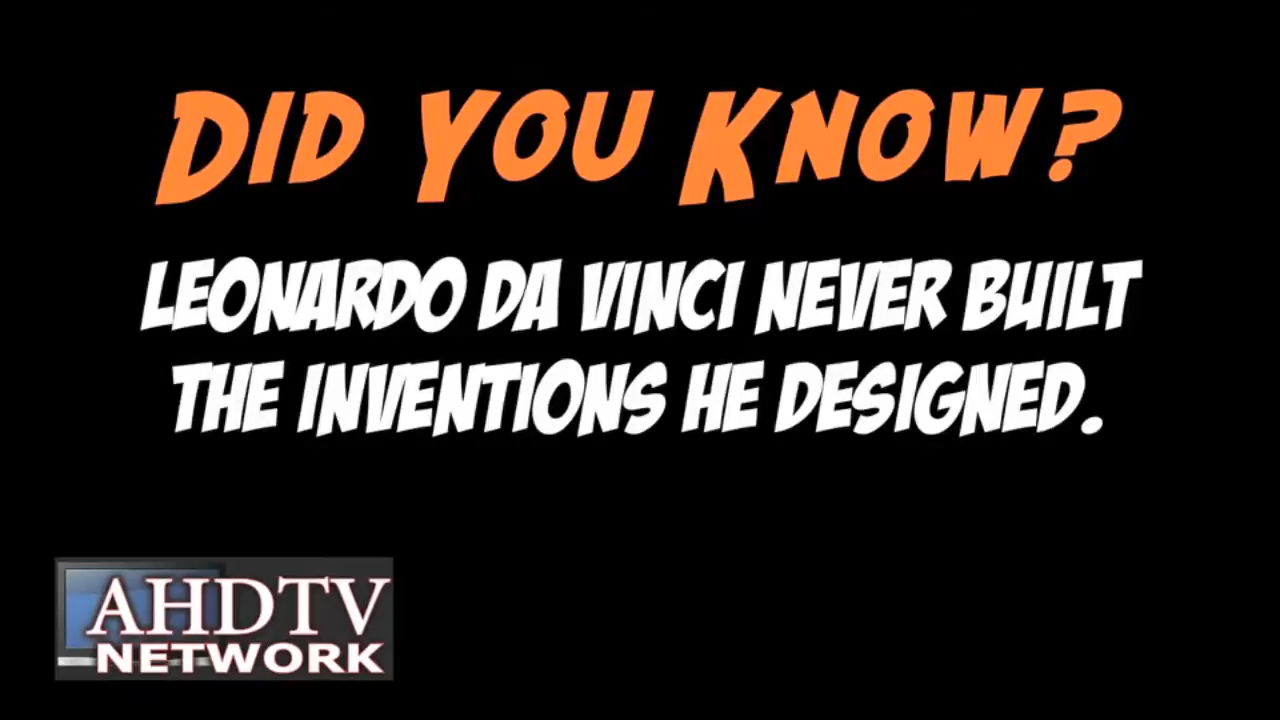 DID YOU KNOW?
LEONARDO DA VINCI NEVER BUILT
THE INVENTIONS HE DESIGNED.
AHDTV
NETWORK